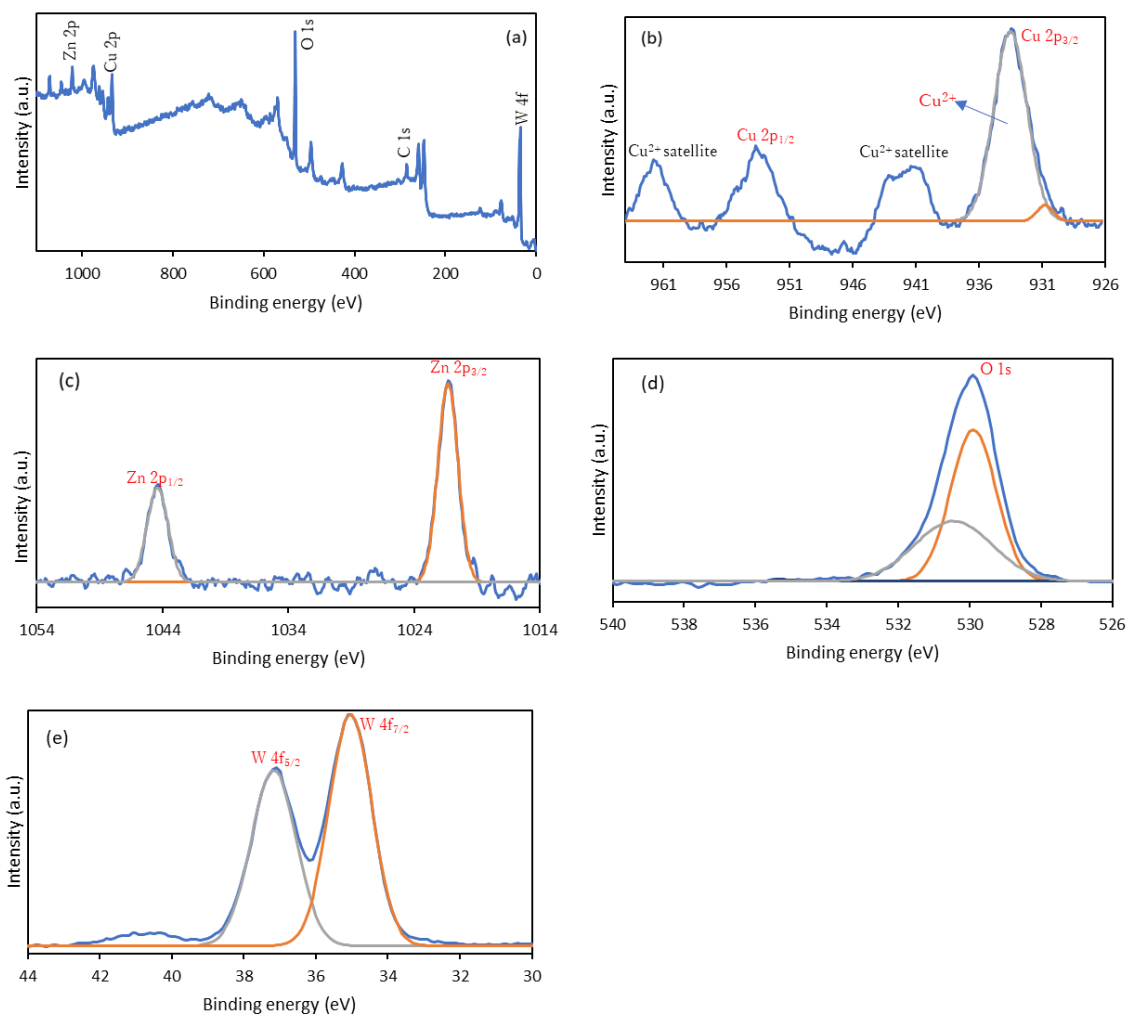 (a)
Zn 2p
Cu 2p
O 1s
C 1s
W 4f
Intensity (a.u.)
1000 800 600 400 200 0
Binding energy (eV)
(b)
Cu 2p3/2
Cu2+
Cu 2p1/2
Cu2+ satellite
Cu2+ satellite
Intensity (a.u.)
961 956 951 946 941 936 931 926
Binding energy (eV)
(c)
Zn 2p3/2
Zn 2p1/2
Intensity (a.u.)
1054 1044 1034 1024 1014
Binding energy (eV)
(d)
O 1s
Intensity (a.u.)
540 538 536 534 532 530 528 526
Binding energy (eV)
(e)
W 4f7/2
W 4f5/2
Intensity (a.u.)
44 42 40 38 36 34 32 30
Binding energy (eV)